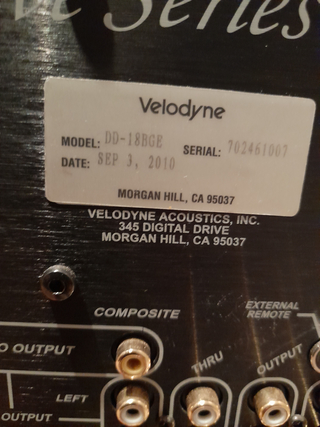 Series
Velodyne
MODEL: DD-18BGE SERIAL: 702461007
DATE: SEP 3, 2010
MORGAN HILL, CA 95037
VELODYNE ACOUSTICS, INC.
345 DIGITAL DRIVE
MORGAN HILL, CA 95037
COMPOSITE
EXTERNAL
REMOTE
OUTPUT
THRU
OUTPUT
LEFT
OUTPUT